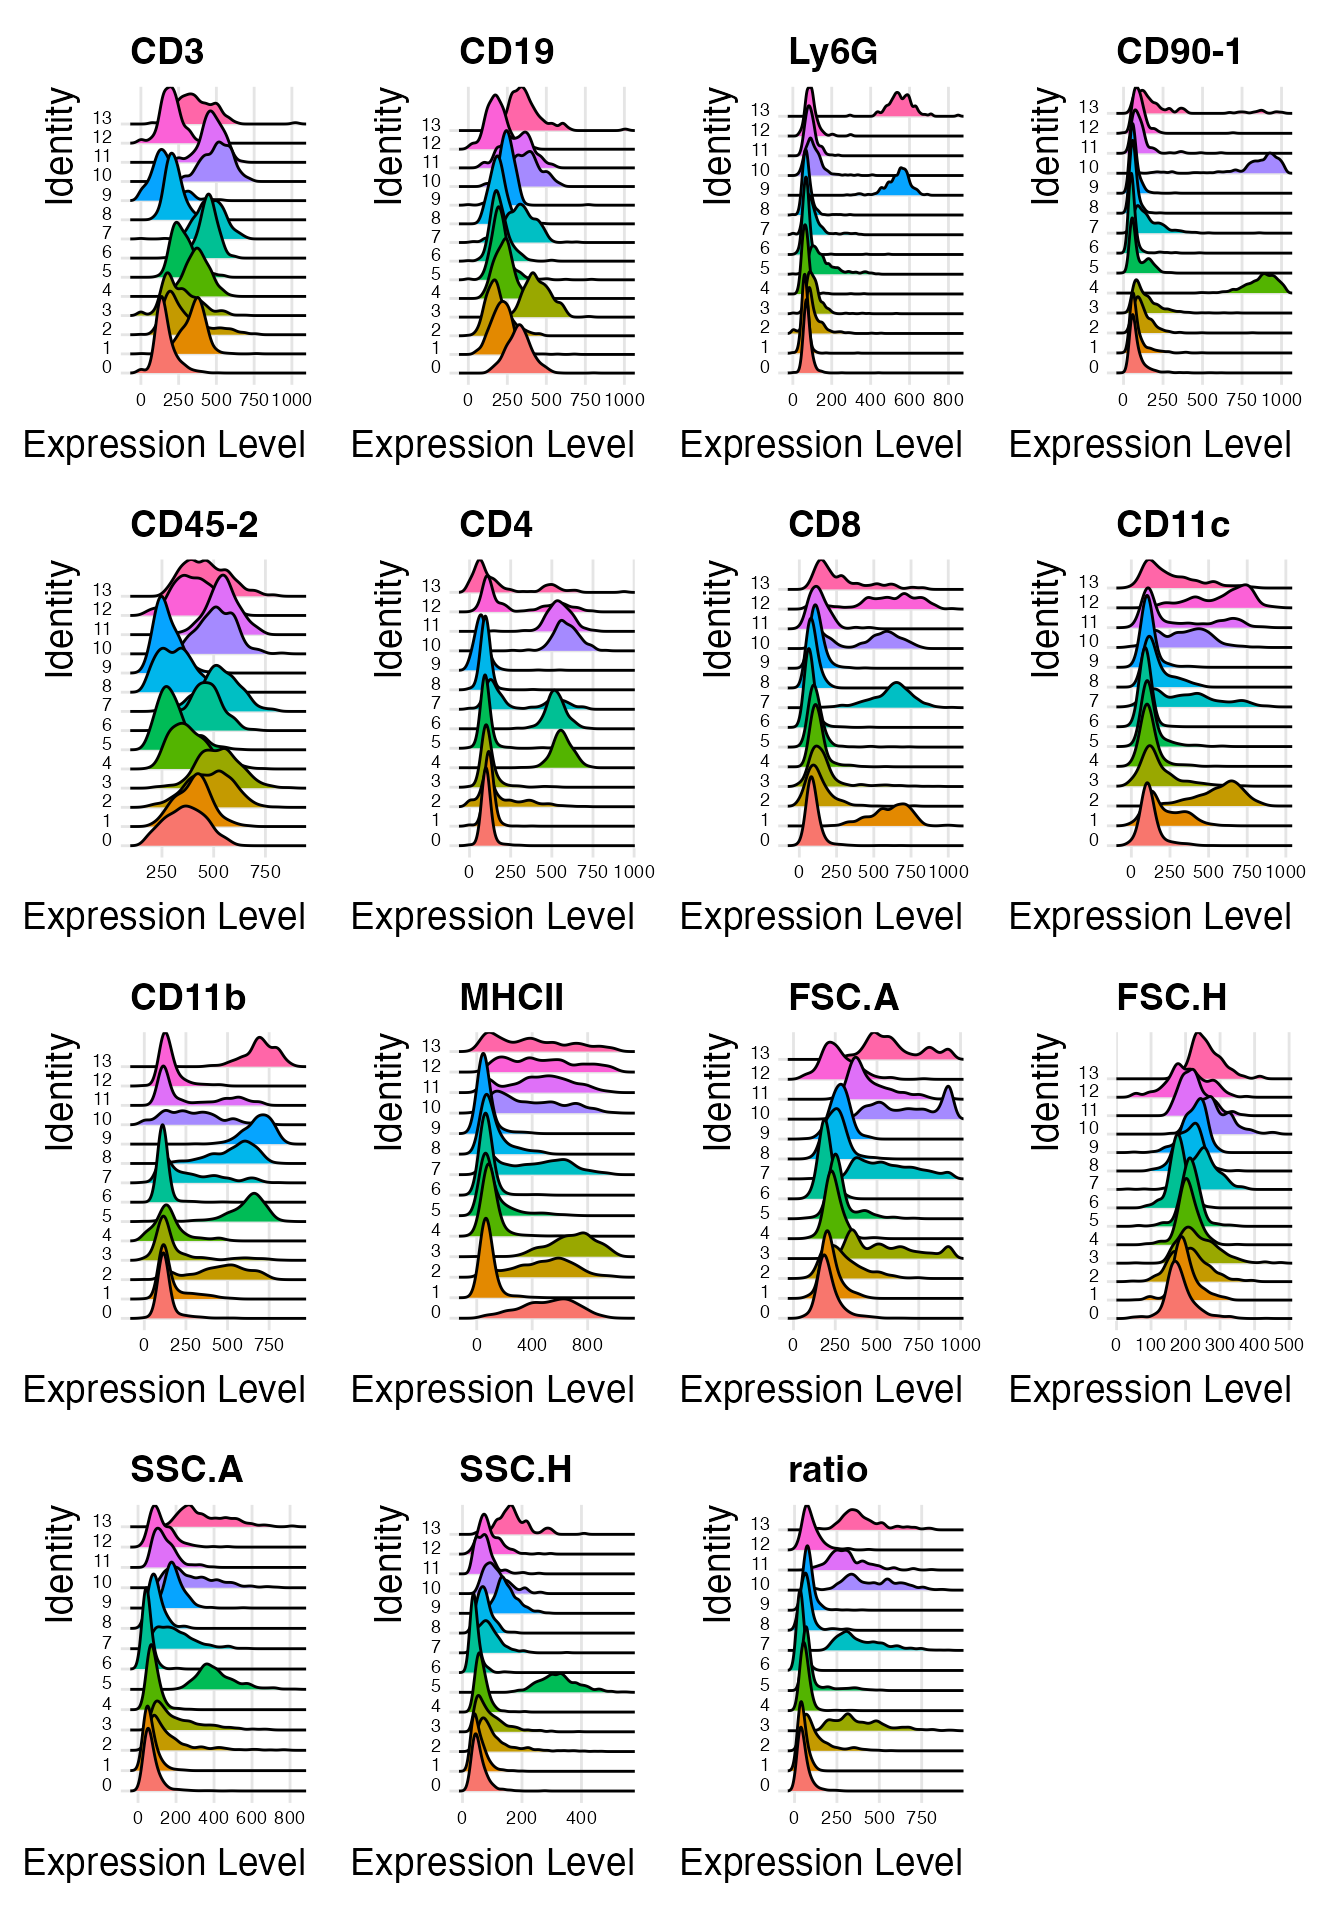 CD3 CD19 Ly6G CD90-1
Identity Identity Identity Identity
13 13 13 13
12 12 12 12
11 11 11 11
10 10 10 10
9 9 9 9
8 8 8 8
7 7 7 7
6 6 6 6
5 5 5 5
4 4 4 4
3 3 3 3
2 2 2 2
1 1 1 1
0 0 0 0
0 250 500 750 1000 0 250 500 750 1000 0 200 400 600 800 0 250 500 750 1000
Expression Level Expression Level Expression Level Expression Level
CD45-2 CD4 CD8 CD11c
Identity Identity Identity Identity
13 13 13 13
12 12 12 12
11 11 11 11
10 10 10 10
9 9 9 9
8 8 8 8
7 7 7 7
6 6 6 6
5 5 5 5
4 4 4 4
3 3 3 3
2 2 2 2
1 1 1 1
0 0 0 0
250 500 750 0 250 500 750 1000 0 250 500 750 1000 0 250 500 750 1000
Expression Level Expression Level Expression Level Expression Level
CD11b MHCII FSC.A FSC.H
Identity Identity Identity Identity
13 13 13 13
12 12 12 12
11 11 11 11
10 10 10 10
9 9 9 9
8 8 8 8
7 7 7 7
6 6 6 6
5 5 5 5
4 4 4 4
3 3 3 3
2 2 2 2
1 1 1 1
0 0 0 0
0 250 500 750 0 400 800 0 250 500 750 1000 0 100 200 300 400 500
Expression Level Expression Level Expression Level Expression Level
SSC.A SSC.H ratio
Identity Identity Identity
13 13 13
12 12 12
11 11 11
10 10 10
9 9 9
8 8 8
7 7 7
6 6 6
5 5 5
4 4 4
3 3 3
2 2 2
1 1 1
0 0 0
0 200 400 600 800 0 200 400 0 250 500 750
Expression Level Expression Level Expression Level